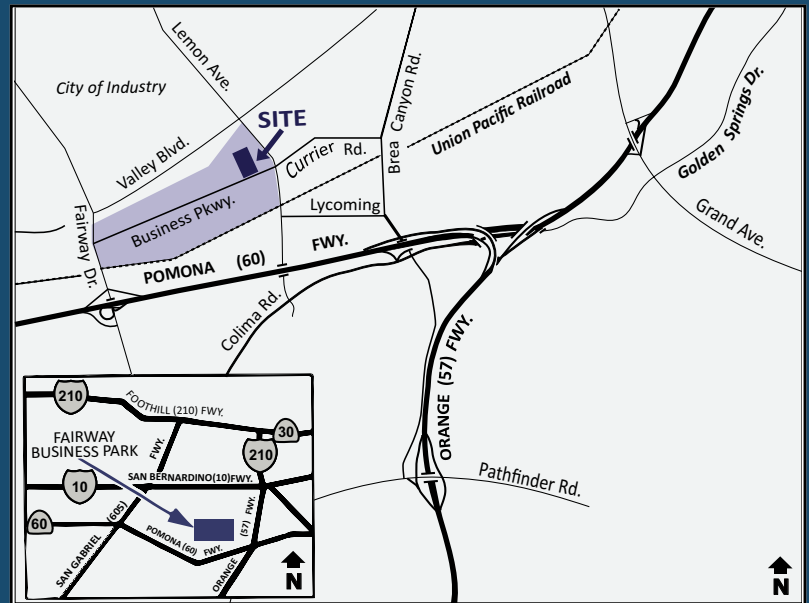 Lemon Ave.
City of Industry
SITE
Brea Canyon Rd.
Union Pacific Railroad
Golden Springs Dr.
Valley Blvd.
Currier Rd.
Grand Ave.
Fairway Dr.
Business Pkwy.
Lycoming
POMONA (60) FWY.
Colima Rd.
ORANGE (57) FWY.
Pathfinder Rd.
N
210
FOOTHILL (210) FWY.
30
210
FAIRWAY
BUSINESS PARK
FWY.
SAN BERNARDINO(10)FWY.
10
60
(605)
SAN GABRIEL
POMONA (60) FWY.
(57) FWY.
ORANGE
N